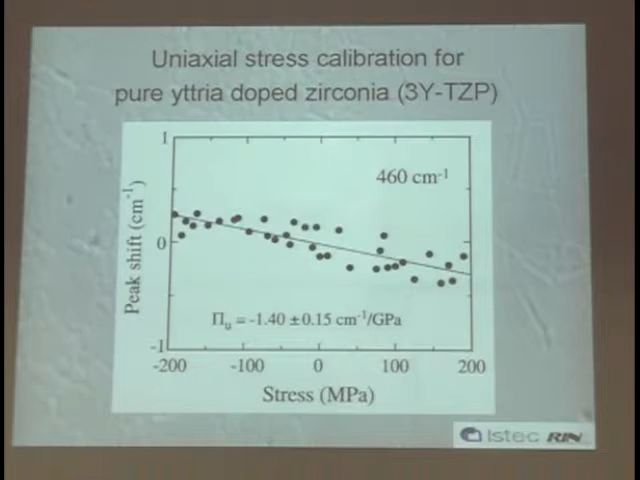 Uniaxial stress calibration for
pure yttria doped zirconia (3Y-TZP)
1
460 cm⁻¹
Peak shift (cm⁻¹)
0
Πᵤ = -1.40 ±0.15 cm⁻¹/GPa
-1
-200 -100 0 100 200
Stress (MPa)
Istec RIN